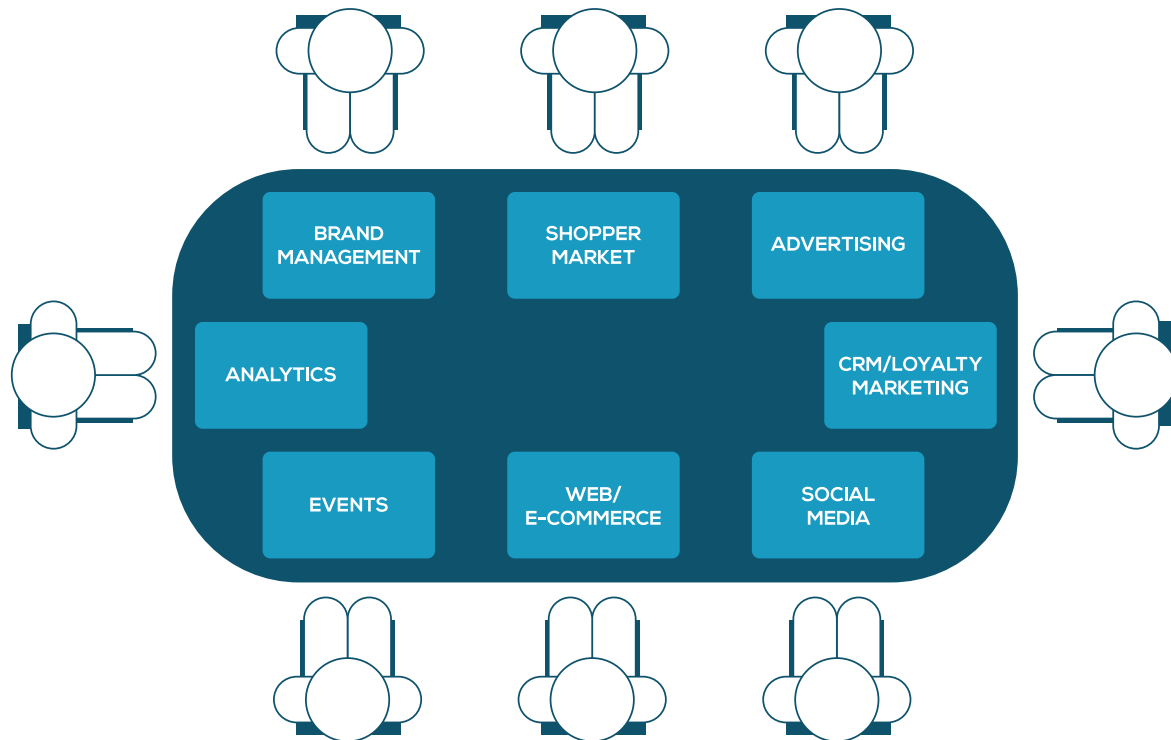 BRAND
MANAGEMENT
SHOPPER
MARKET
ADVERTISING
ANALYTICS
CRM/LOYALTY
MARKETING
EVENTS
WEB/
E-COMMERCE
SOCIAL
MEDIA